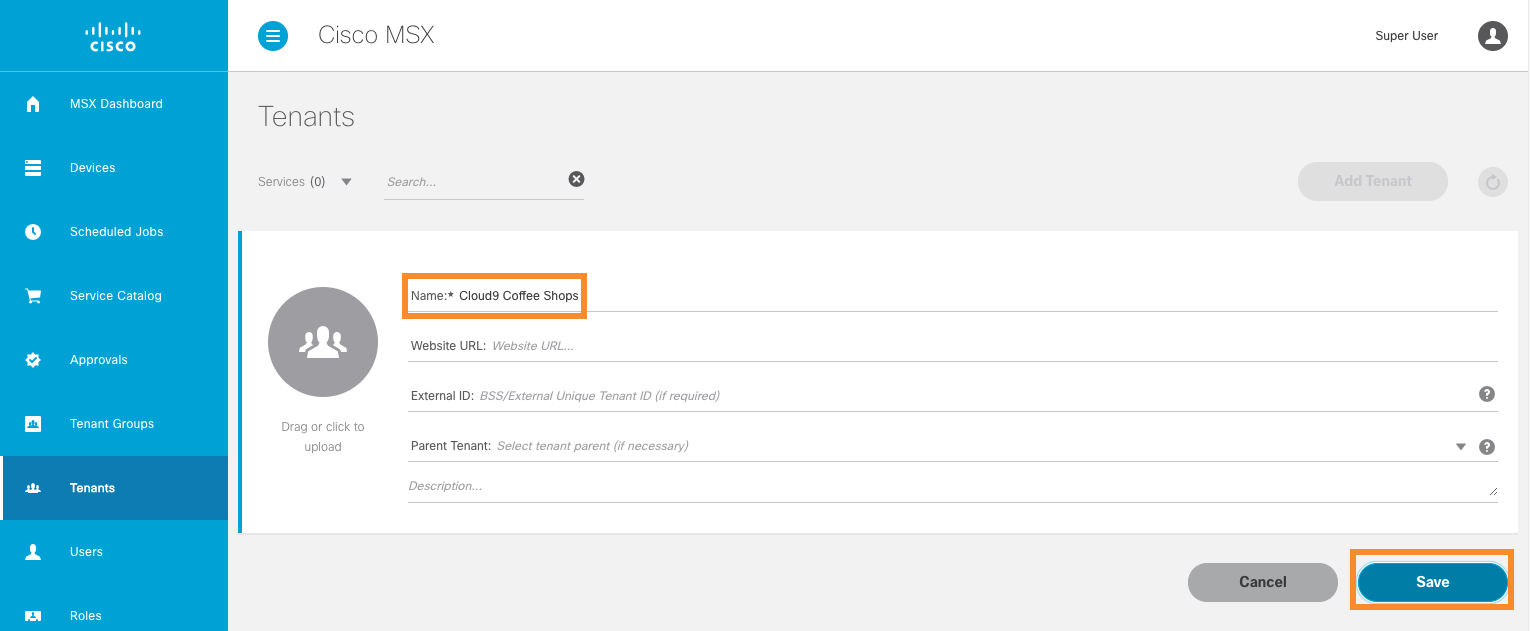 CISCO
Cisco MSX
Super User
MSX Dashboard
Devices
Scheduled Jobs
Service Catalog
Approvals
Tenant Groups
Tenants
Users
Roles
Tenants
Services (0)
Search...
Add Tenant
Drag or click to
upload
Name:* Cloud9 Coffee Shops
Website URL: Website URL...
External ID: BSS/External Unique Tenant ID (if required)
?
Parent Tenant: Select tenant parent (if necessary)
?
Description...
Cancel
Save